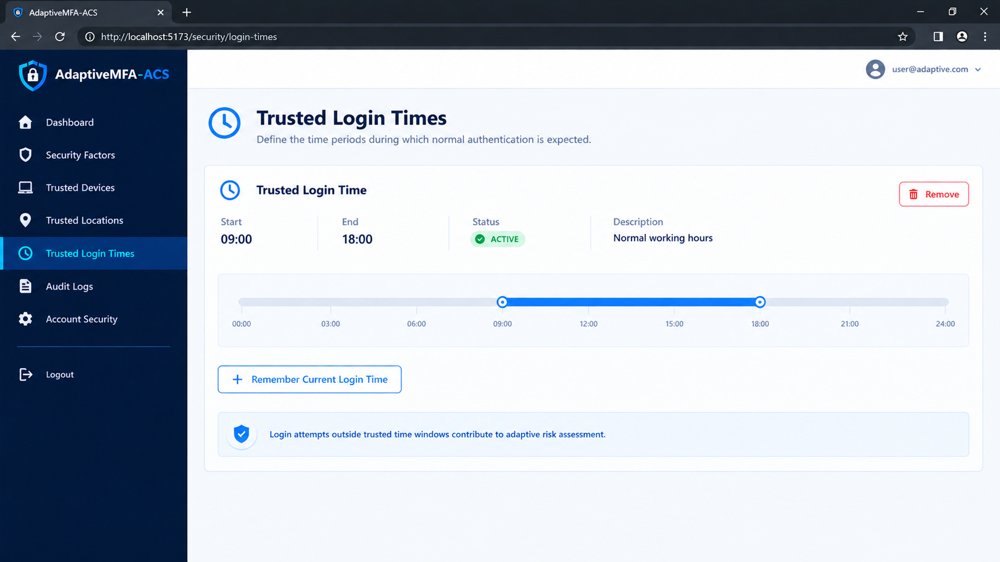 AdaptiveMFA-ACS
http://localhost:5173/security/login-times
AdaptiveMFA-ACS
user@adaptive.com
Dashboard
Security Factors
Trusted Devices
Trusted Locations
Trusted Login Times
Audit Logs
Account Security
Logout
Trusted Login Times
Define the time periods during which normal authentication is expected.
Trusted Login Time
Remove
Start End Status Description
09:00 18:00 ACTIVE Normal working hours
00:00 03:00 06:00 09:00 12:00 15:00 18:00 21:00 24:00
Remember Current Login Time
Login attempts outside trusted time windows contribute to adaptive risk assessment.